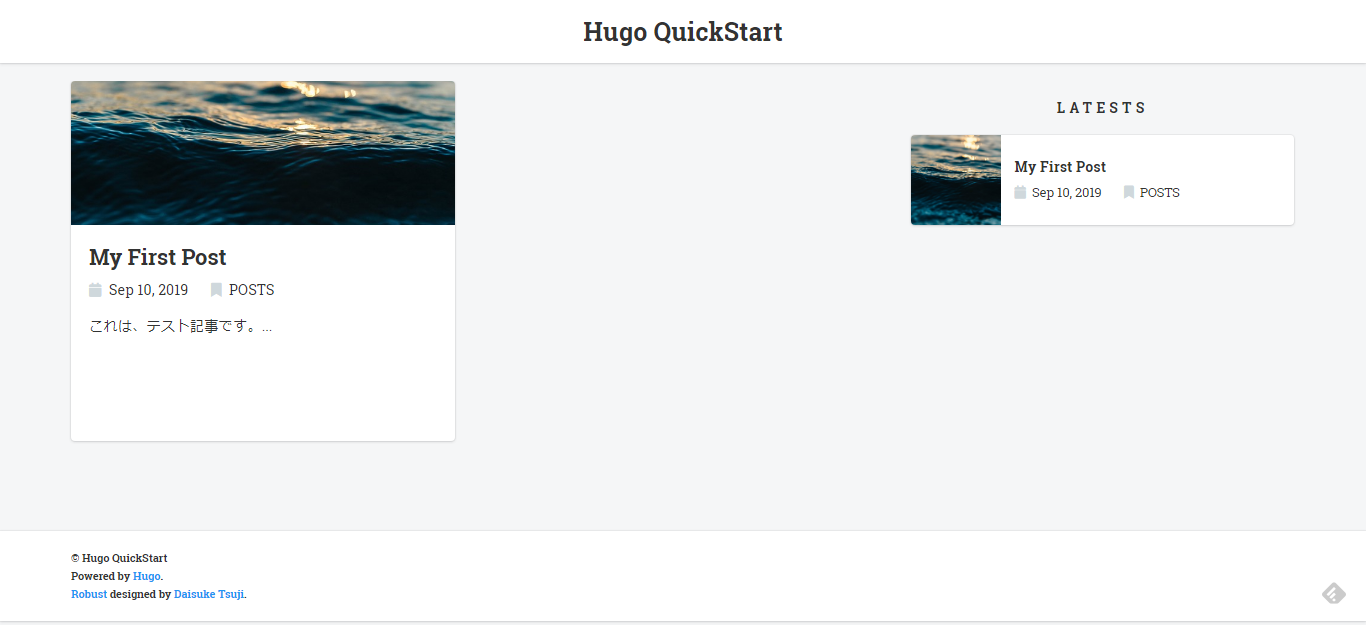 Hugo QuickStart
My First Post
Sep 10, 2019 POSTS
これは、テスト記事です。...
LATESTS
My First Post
Sep 10, 2019 POSTS
© Hugo QuickStart
Powered by Hugo.
Robust designed by Daisuke Tsuji.